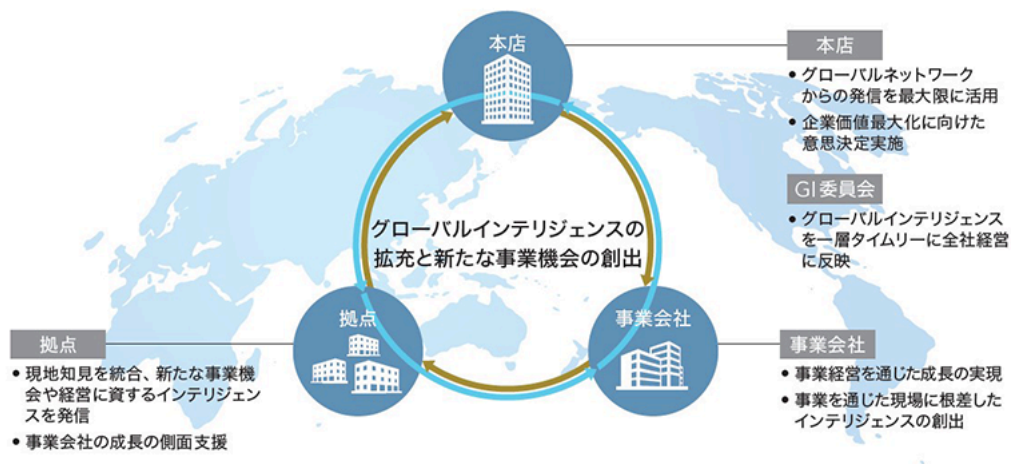 本店
本店
• グローバルネットワーク
からの発信を最大限に活用
• 企業価値最大化に向けた
意思決定実施
GI委員会
• グローバルインテリジェンス
を一層タイムリーに全社経営
に反映
グローバルインテリジェンスの
拡充と新たな事業機会の創出
拠点
事業会社
拠点
• 現地知見を統合、新たな事業機
会や経営に資するインテリジェン
スを発信
• 事業会社の成長の側面支援
事業会社
• 事業経営を通じた成長の実現
• 事業を通じた現場に根差した
インテリジェンスの創出